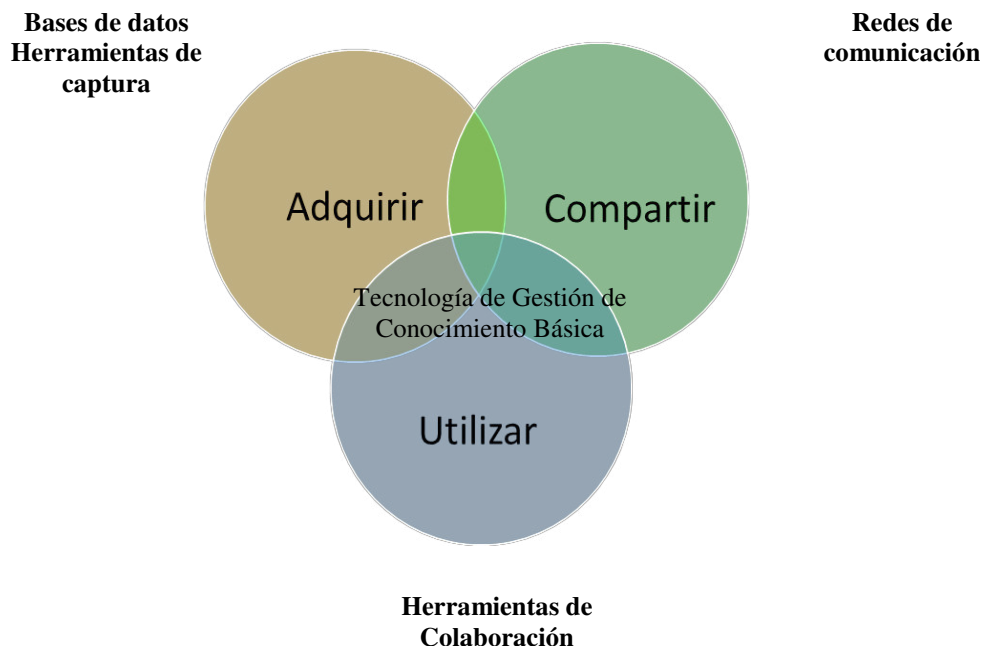 Bases de datos
Herramientas de
captura
Redes de
comunicación
Adquirir
Compartir
Tecnología de Gestión de
Conocimiento Básica
Utilizar
Herramientas de
Colaboración